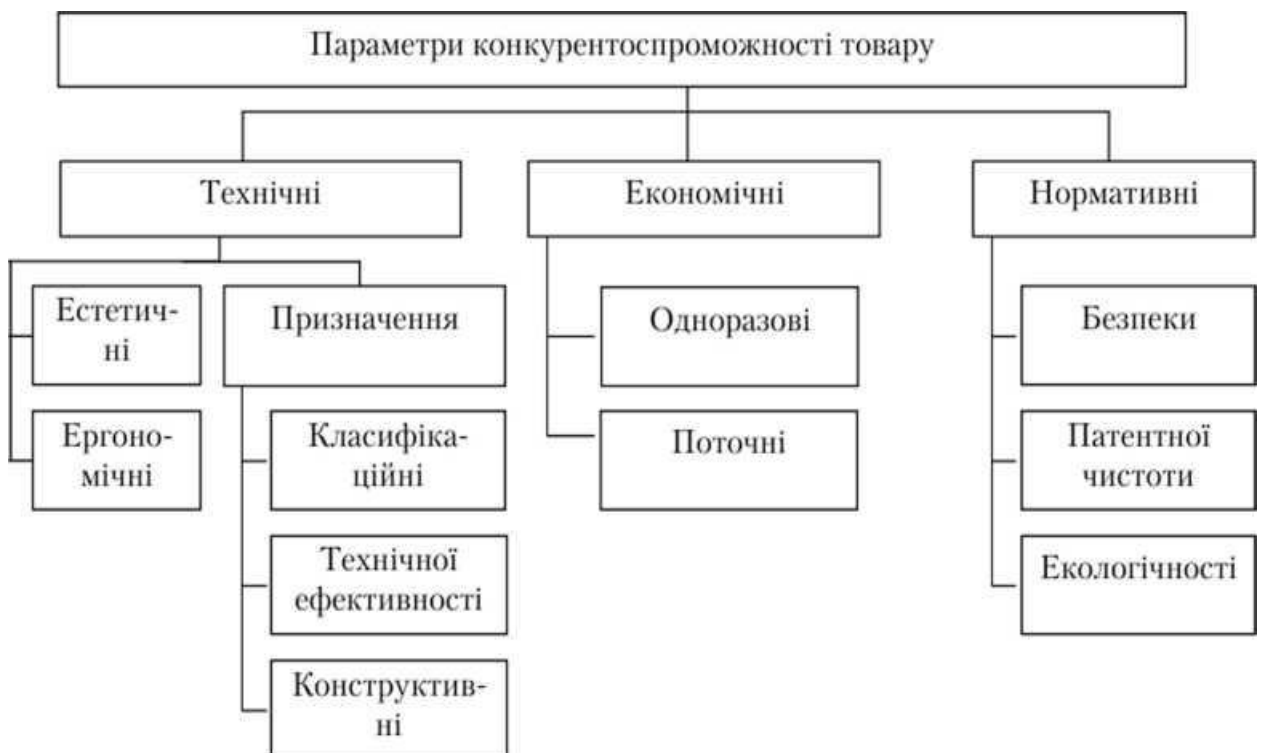 Параметри конкурентоспроможності товару
Технічні
Економічні
Нормативні
Естетич-
ні
Призначення
Одноразові
Безпеки
Ергоно-
мічні
Класифіка-
ційні
Поточні
Патентної
чистоти
Технічної
ефективності
Екологічності
Конструктив-
ні